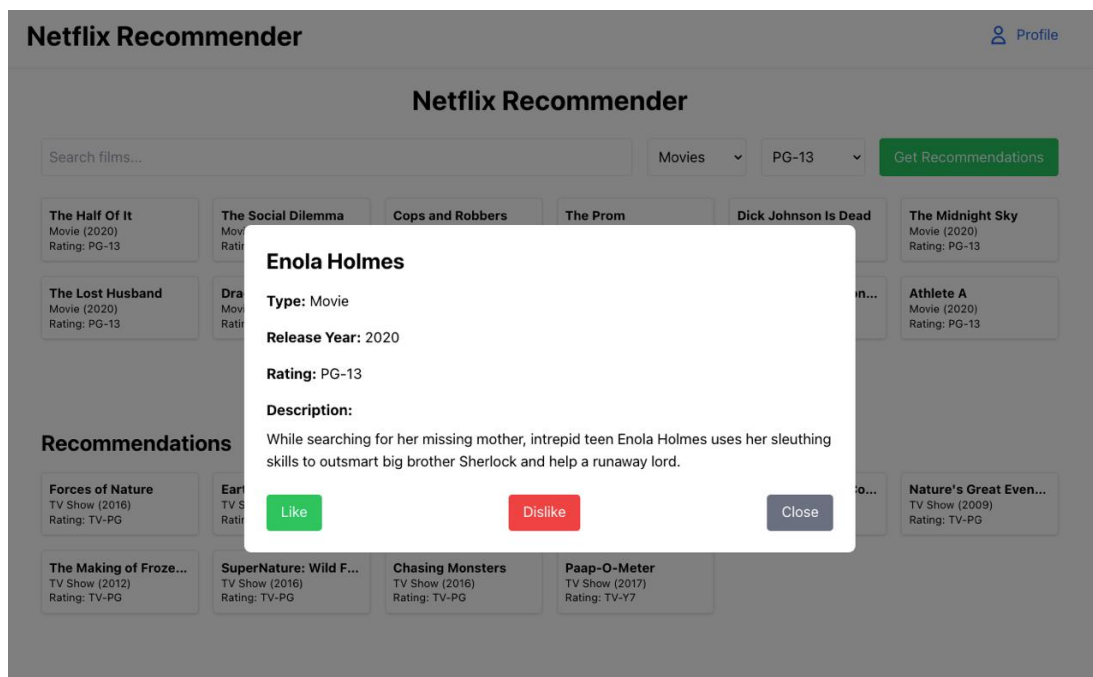 Netflix Recommender
Profile
Netflix Recommender
Search films...
Movies
PG-13
Get Recommendations
The Half Of It
Movie (2020)
Rating: PG-13
The Social Dilemma
Cops and Robbers
The Prom
Dick Johnson Is Dead
The Midnight Sky
Movie (2020)
Rating: PG-13
The Lost Husband
Movie (2020)
Rating: PG-13
Athlete A
Movie (2020)
Rating: PG-13
Enola Holmes
Type: Movie
Release Year: 2020
Rating: PG-13
Description:
While searching for her missing mother, intrepid teen Enola Holmes uses her sleuthing
skills to outsmart big brother Sherlock and help a runaway lord.
Like
Dislike
Close
Recommendations
Forces of Nature
TV Show (2016)
Rating: TV-PG
Nature's Great Even...
TV Show (2009)
Rating: TV-PG
The Making of Froze...
TV Show (2012)
Rating: TV-PG
SuperNature: Wild F...
TV Show (2016)
Rating: TV-PG
Chasing Monsters
TV Show (2016)
Rating: TV-PG
Paap-O-Meter
TV Show (2017)
Rating: TV-Y7